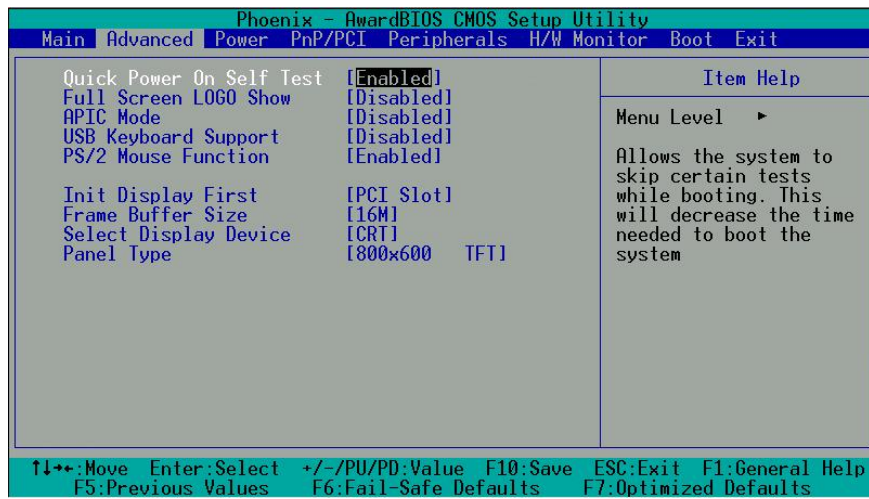 Phoenix - AwardBIOS CMOS Setup Utility
Main Advanced Power PnP/PCI Peripherals H/W Monitor Boot Exit
Quick Power On Self Test [Enabled]
Full Screen LOGO Show [Disabled]
APIC Mode [Disabled]
USB Keyboard Support [Disabled]
PS/2 Mouse Function [Enabled]
Init Display First [PCI Slot]
Frame Buffer Size [16M]
Select Display Device [CRT]
Panel Type [800x600 TFT]
Item Help
Menu Level ►
Allows the system to
skip certain tests
while booting. This
will decrease the time
needed to boot the
system
↑↓→←:Move Enter:Select +/-/PU/PD:Value F10:Save ESC:Exit F1:General Help
F5:Previous Values F6:Fail-Safe Defaults F7:Optimized Defaults